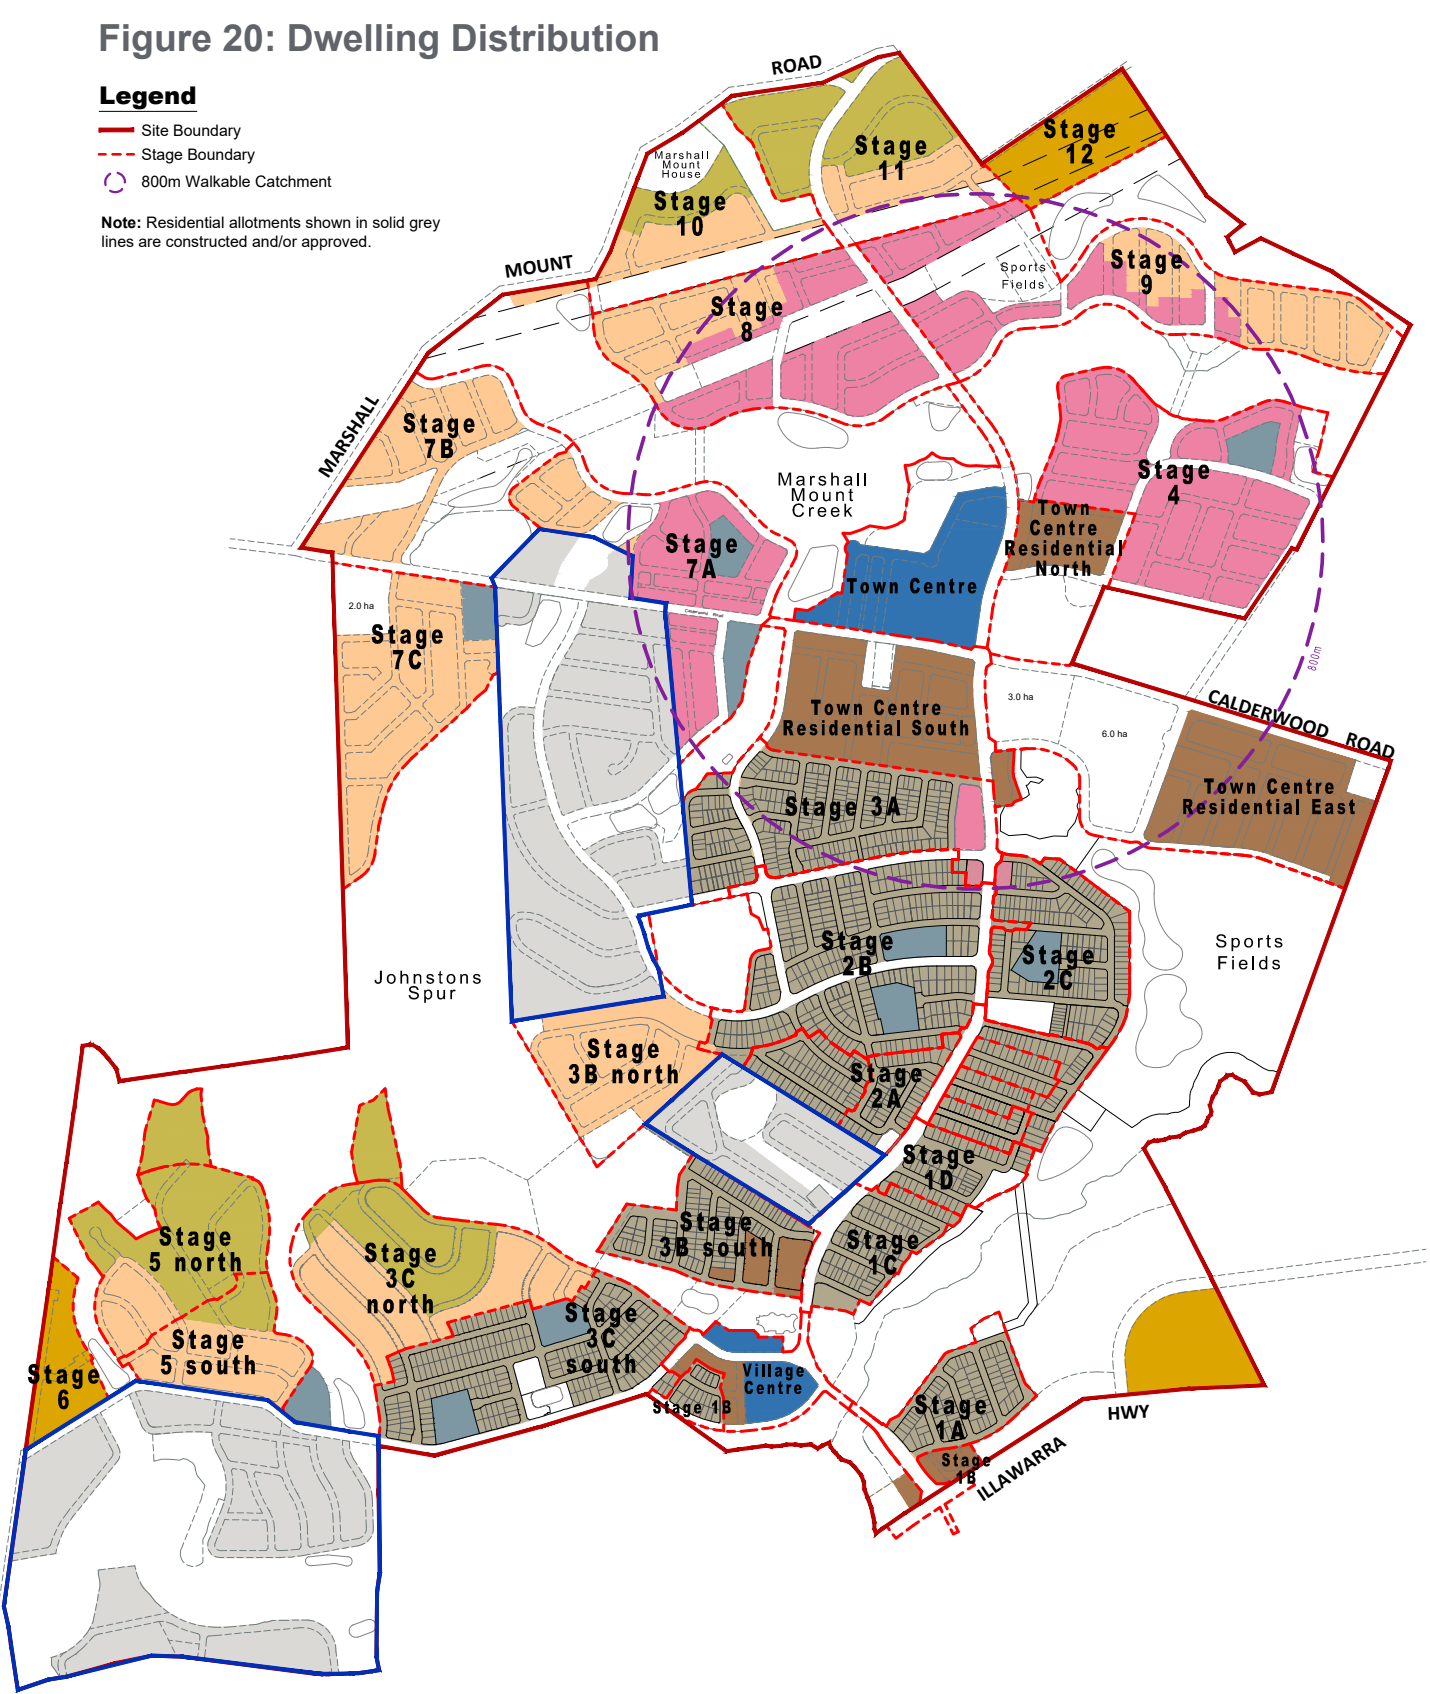 Figure 20: Dwelling Distribution
Legend
Site Boundary
Stage Boundary
800m Walkable Catchment
Note: Residential allotments shown in solid grey
lines are constructed and/or approved.
ROAD
Stage
12
Stage
11
Marshall
Mount
House
Stage
10
MOUNT
Sports
Fields
Stage
9
Stage
8
MARSHALL
Stage
7B
Stage
4
Marshall
Mount
Creek
Town
Centre
Residential
North
Stage
7A
Town Centre
2.0 ha
Calderwood Road
Stage
7C
800m
3.0 ha
CALDERWOOD ROAD
Town Centre
Residential South
6.0 ha
Town Centre
Residential East
Stage 3A
Stage
2B
Stage
2C
Sports
Fields
Johnstons
Spur
Stage
3B north
Stage
2A
Stage
1D
Stage
3B south
Stage
1C
Stage
5 north
Stage
3C
north
Stage
3C
south
Stage
5 south
Stage
6
Village
Centre
Stage 1B
Stage
1A
Stage
1B
HWY
ILLAWARRA